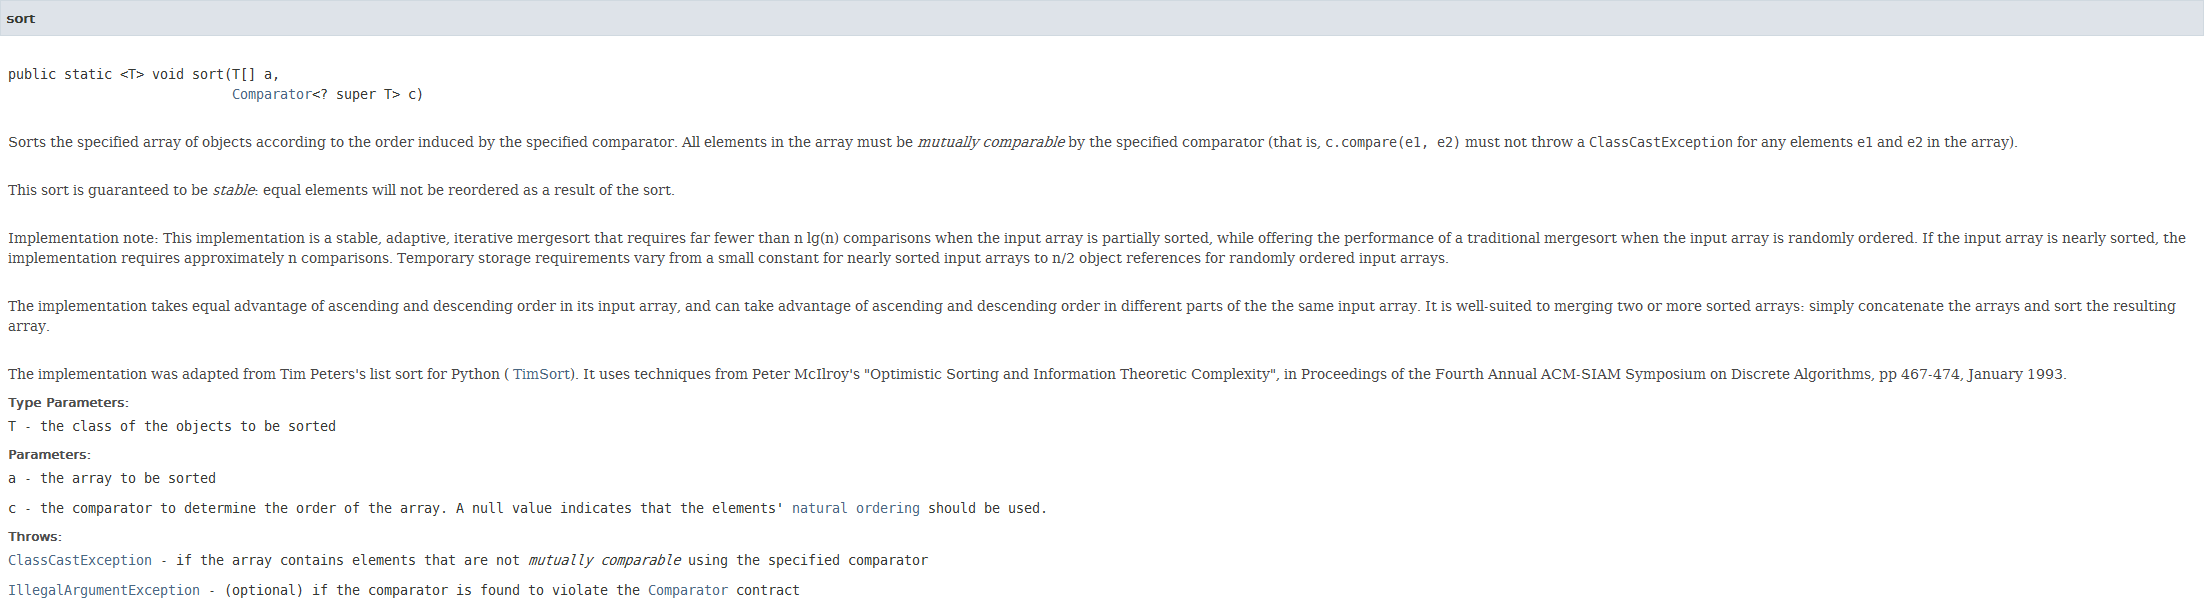 sort
public static <T> void sort(T[] a,
Comparator<? super T> c)
Sorts the specified array of objects according to the order induced by the specified comparator. All elements in the array must be mutually comparable by the specified comparator (that is, c.compare(e1, e2) must not throw a ClassCastException for any elements e1 and e2 in the array).
This sort is guaranteed to be stable: equal elements will not be reordered as a result of the sort.
Implementation note: This implementation is a stable, adaptive, iterative mergesort that requires far fewer than n lg(n) comparisons when the input array is partially sorted, while offering the performance of a traditional mergesort when the input array is randomly ordered. If the input array is nearly sorted, the
implementation requires approximately n comparisons. Temporary storage requirements vary from a small constant for nearly sorted input arrays to n/2 object references for randomly ordered input arrays.
The implementation takes equal advantage of ascending and descending order in its input array, and can take advantage of ascending and descending order in different parts of the the same input array. It is well-suited to merging two or more sorted arrays: simply concatenate the arrays and sort the resulting
array.
The implementation was adapted from Tim Peters's list sort for Python ( TimSort). It uses techniques from Peter McIlroy's "Optimistic Sorting and Information Theoretic Complexity", in Proceedings of the Fourth Annual ACM-SIAM Symposium on Discrete Algorithms, pp 467-474, January 1993.
Type Parameters:
T - the class of the objects to be sorted
Parameters:
a - the array to be sorted
c - the comparator to determine the order of the array. A null value indicates that the elements' natural ordering should be used.
Throws:
ClassCastException - if the array contains elements that are not mutually comparable using the specified comparator
IllegalArgumentException - (optional) if the comparator is found to violate the Comparator contract